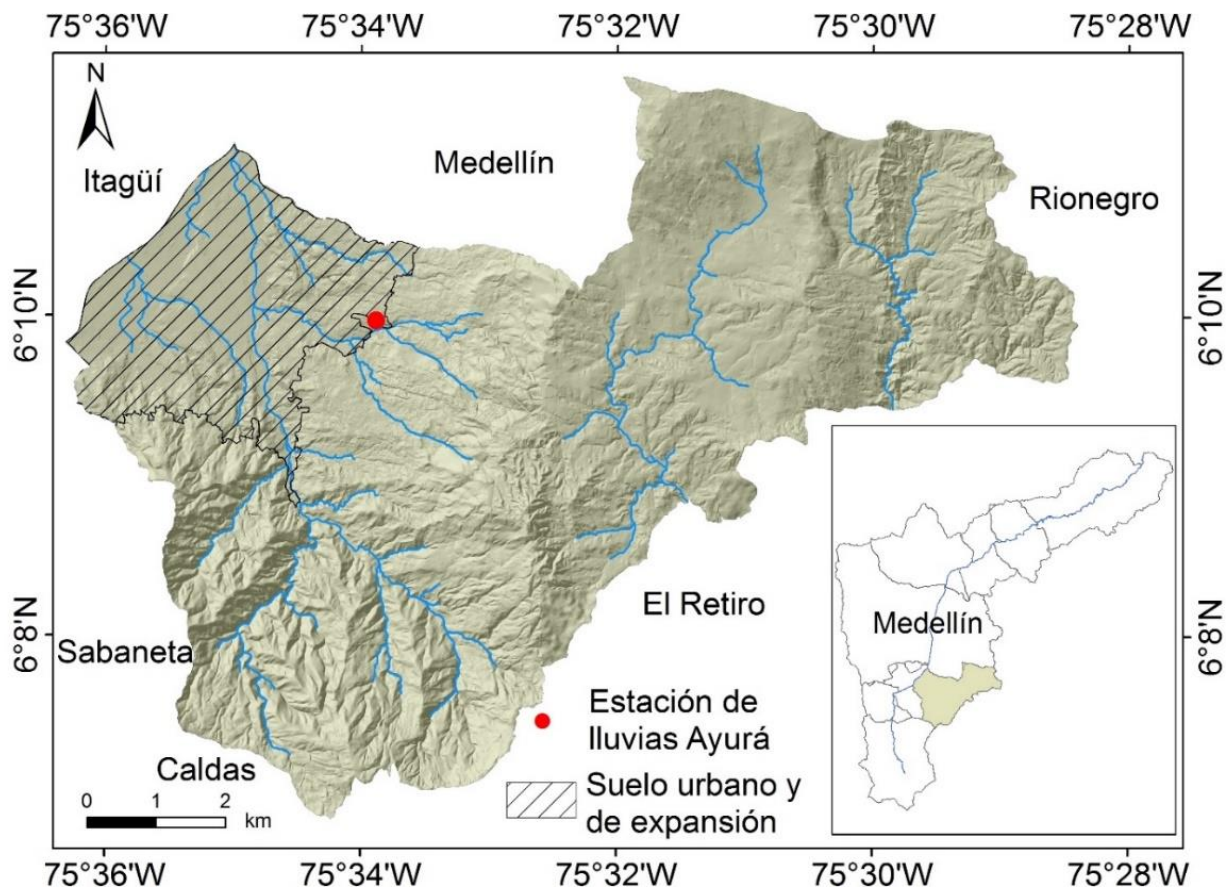 75°36'W 75°34'W 75°32'W 75°30'W 75°28'W
N
Itagüí
Medellín
Rionegro
6°10'N
6°10'N
El Retiro
Medellín
6°8'N
6°8'N
Sabaneta
Estación de
lluvias Ayurá
Caldas
Suelo urbano y
de expansión
0 1 2
km
75°36'W 75°34'W 75°32'W 75°30'W 75°28'W